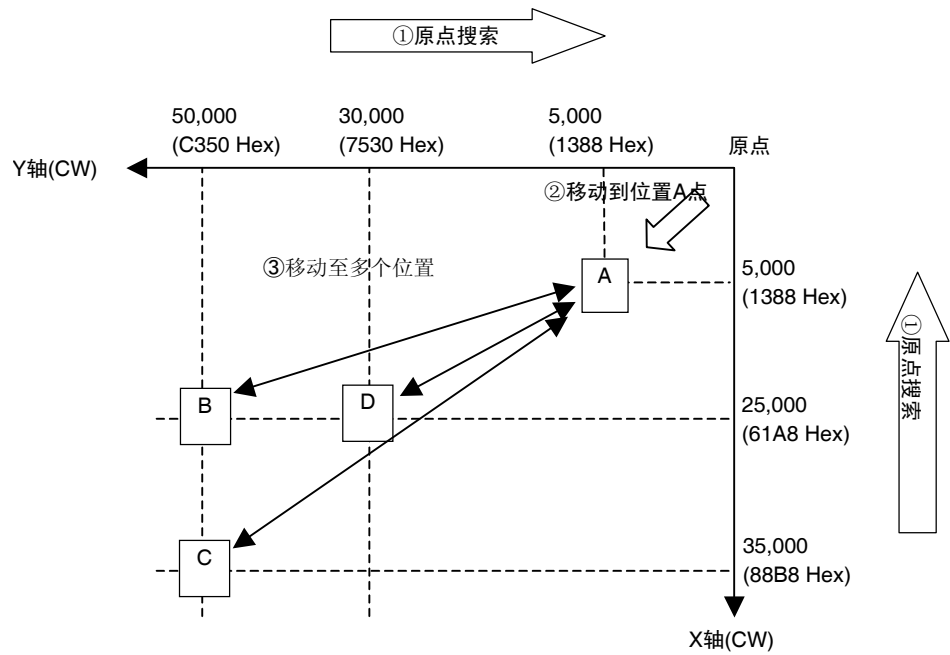 ①原点搜索
50,000
(C350 Hex)
30,000
(7530 Hex)
5,000
(1388 Hex)
原点
Y轴(CW)
②移动到位置A点
③移动至多个位置
A
5,000
(1388 Hex)
①原点搜索
B
D
25,000
(61A8 Hex)
C
35,000
(88B8 Hex)
X轴(CW)